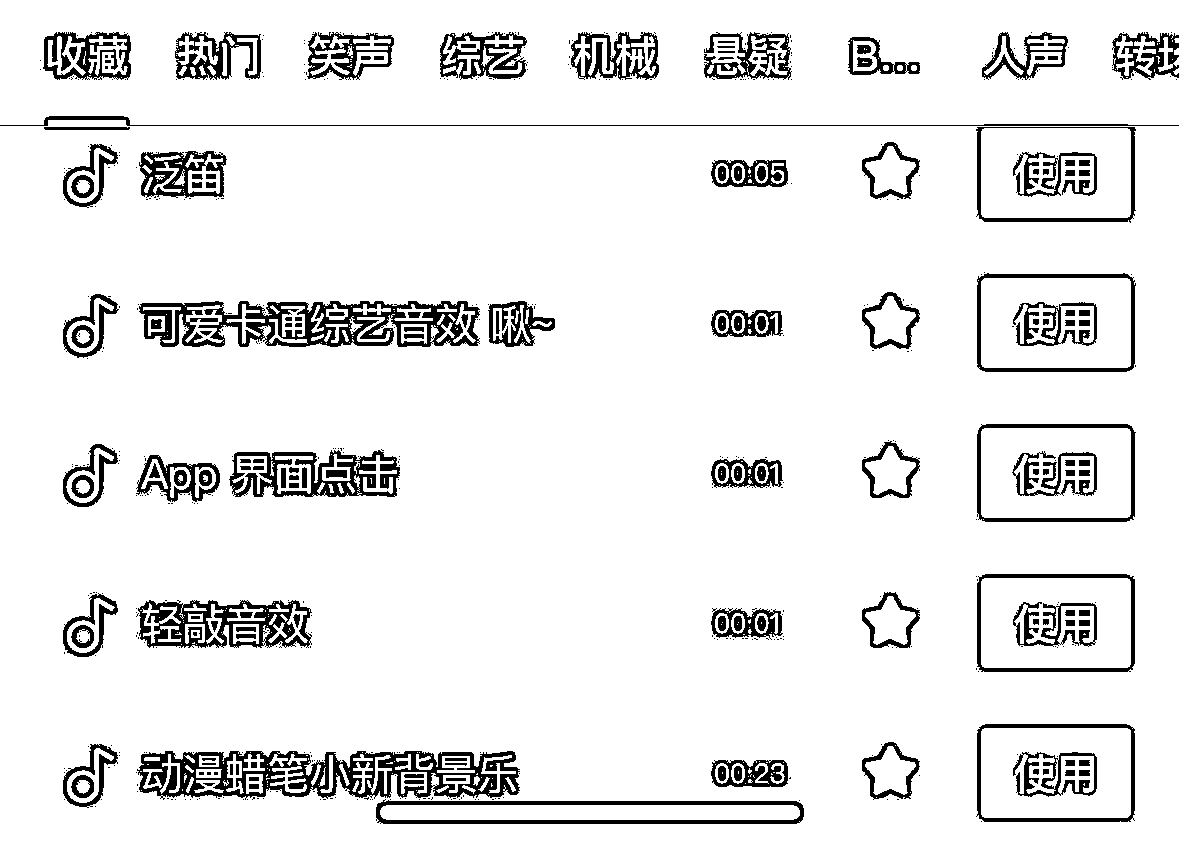 收藏 热门 笑声 综艺 机械 悬疑 B... 人声 转场
泛笛 00:05 使用
可爱卡通综艺音效 啾~ 00:01 使用
App 界面点击 00:01 使用
轻敲音效 00:01 使用
动漫蜡笔小新背景乐 00:23 使用